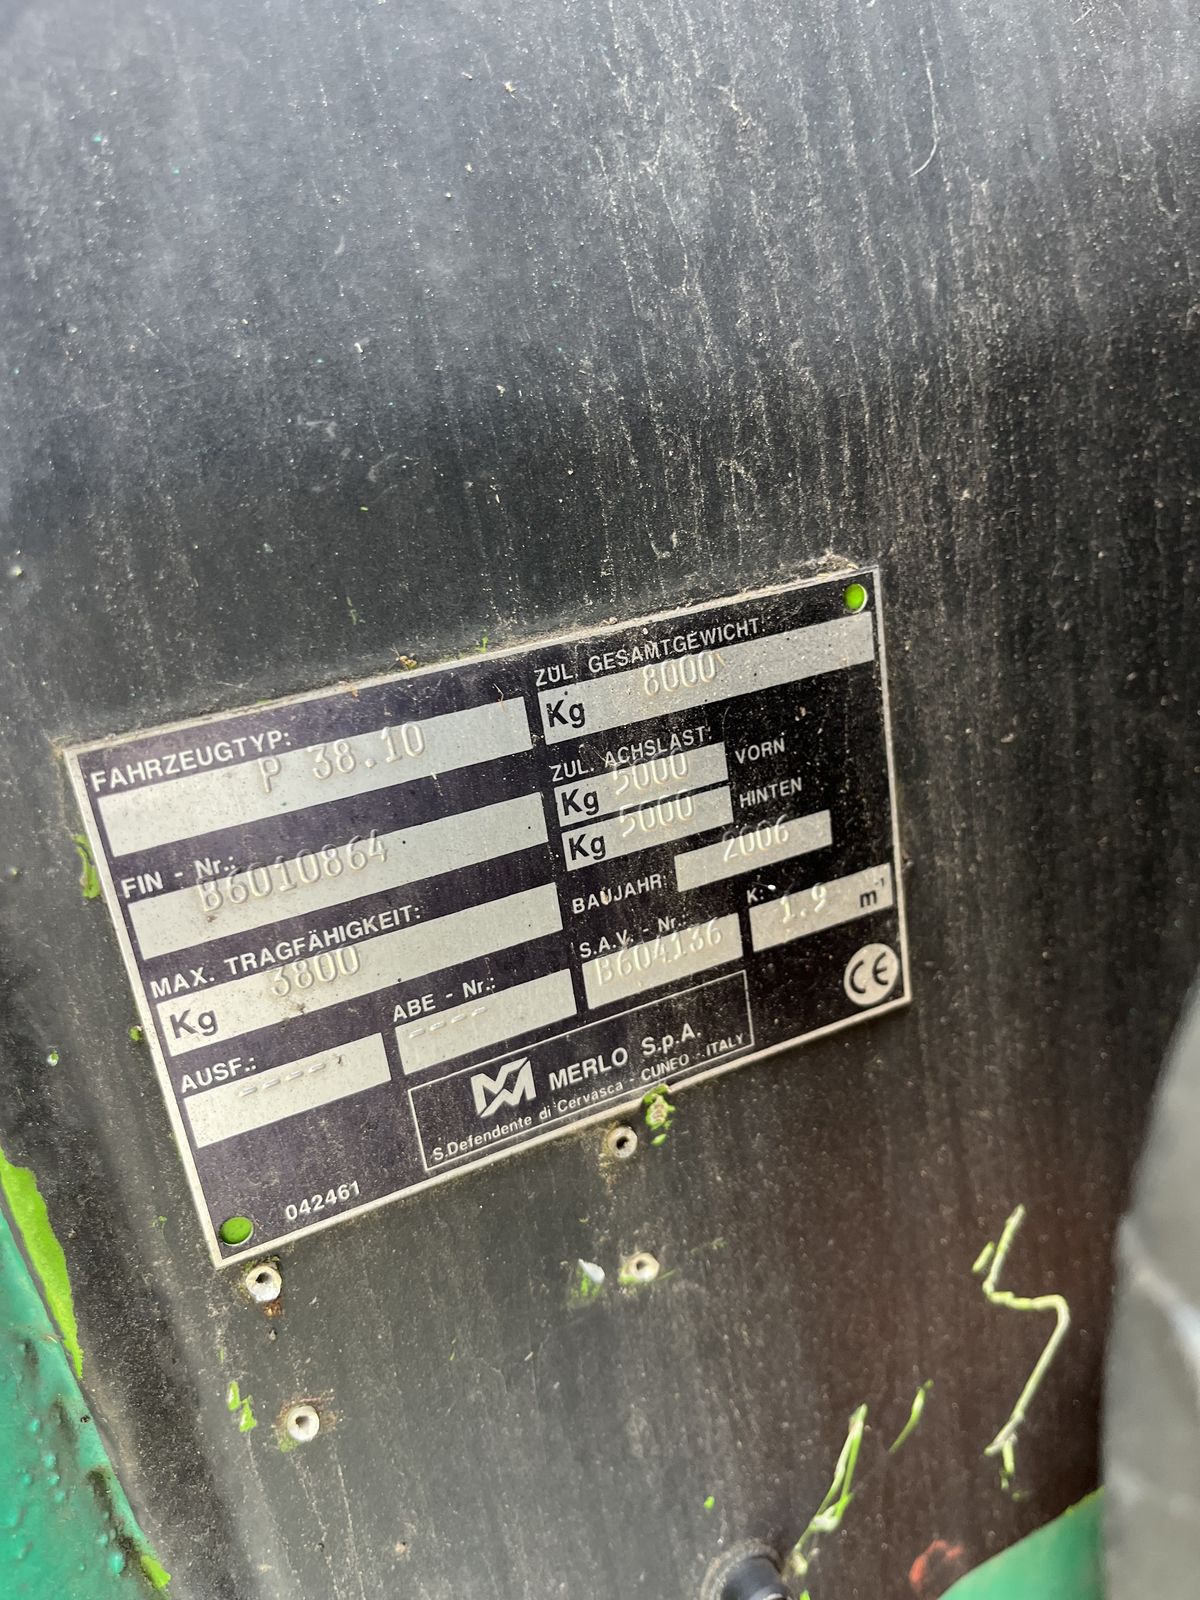 FAHRZEUGTYP:
P 38.10
FIN - Nr.:
B6010864
MAX. TRAGFÄHIGKEIT:
Kg 3800
AUSF.:
----
ABE - Nr.:
----
ZUL. GESAMTGEWICHT:
Kg 8000
ZUL. ACHSLAST:
Kg 5000 VORN
Kg 5000 HINTEN
BAUJAHR: 2006
S.A.V. - Nr.:
B604136
K: 1.9 m⁻¹
CE
MERLO S.p.A.
S.Defendente di Cervasca - CUNEO - ITALY
042461